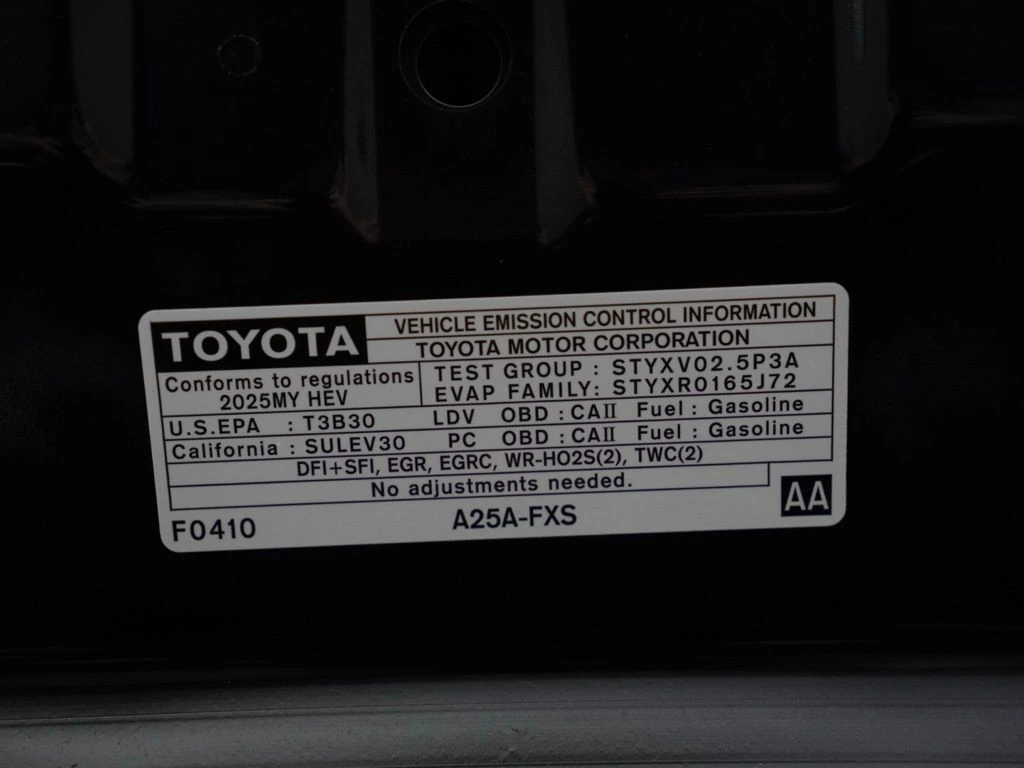 TOYOTA
VEHICLE EMISSION CONTROL INFORMATION
TOYOTA MOTOR CORPORATION
Conforms to regulations
2025MY HEV
TEST GROUP : STYXV02.5P3A
EVAP FAMILY: STYXR0165J72
U.S.EPA : T3B30 LDV OBD : CAII Fuel : Gasoline
California : SULEV30 PC OBD : CAII Fuel : Gasoline
DFI+SFI, EGR, EGRC, WR-HO2S(2), TWC(2)
No adjustments needed.
F0410 A25A-FXS AA